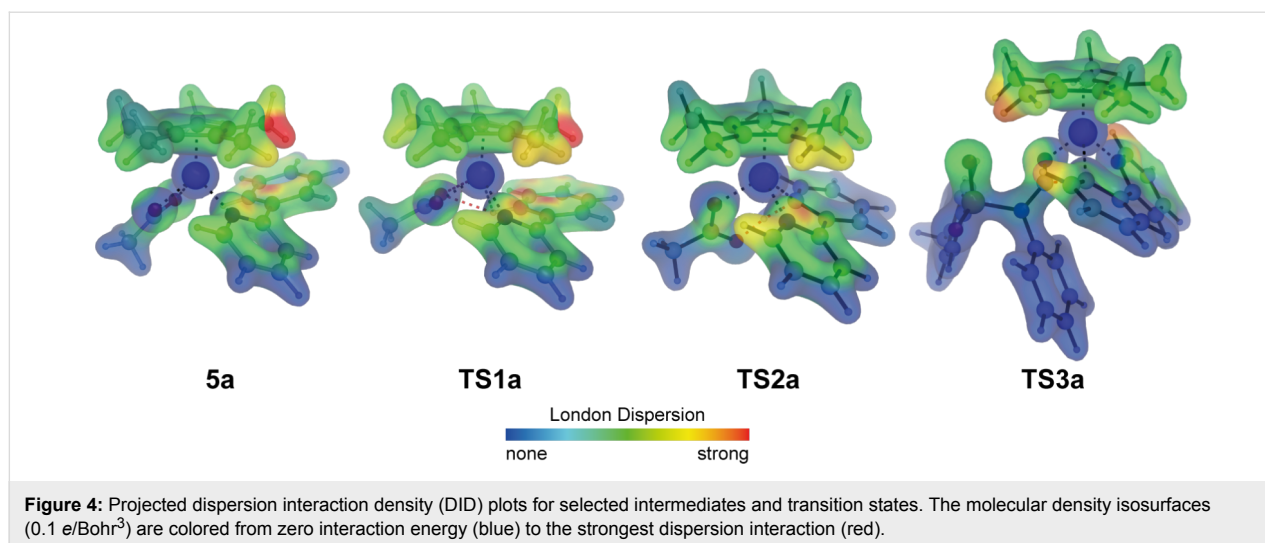 5a
TS1a
TS2a
TS3a
London Dispersion
none
strong
Figure 4: Projected dispersion interaction density (DID) plots for selected intermediates and transition states. The molecular density isosurfaces
(0.1 e/Bohr³) are colored from zero interaction energy (blue) to the strongest dispersion interaction (red).